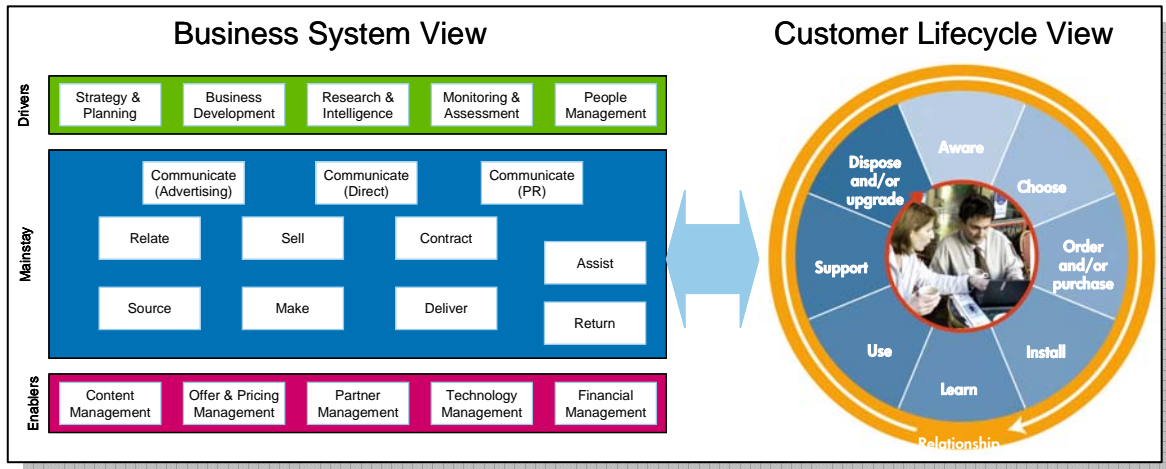 Business System View
Customer Lifecycle View
Drivers
Strategy &
Planning
Business
Development
Research &
Intelligence
Monitoring &
Assessment
People
Management
Mainstay
Communicate
(Advertising)
Communicate
(Direct)
Communicate
(PR)
Relate
Sell
Contract
Assist
Source
Make
Deliver
Return
Enablers
Content
Management
Offer & Pricing
Management
Partner
Management
Technology
Management
Financial
Management
Aware
Choose
Order
and/or
purchase
Install
Learn
Use
Support
Dispose
and/or
upgrade
Relationship